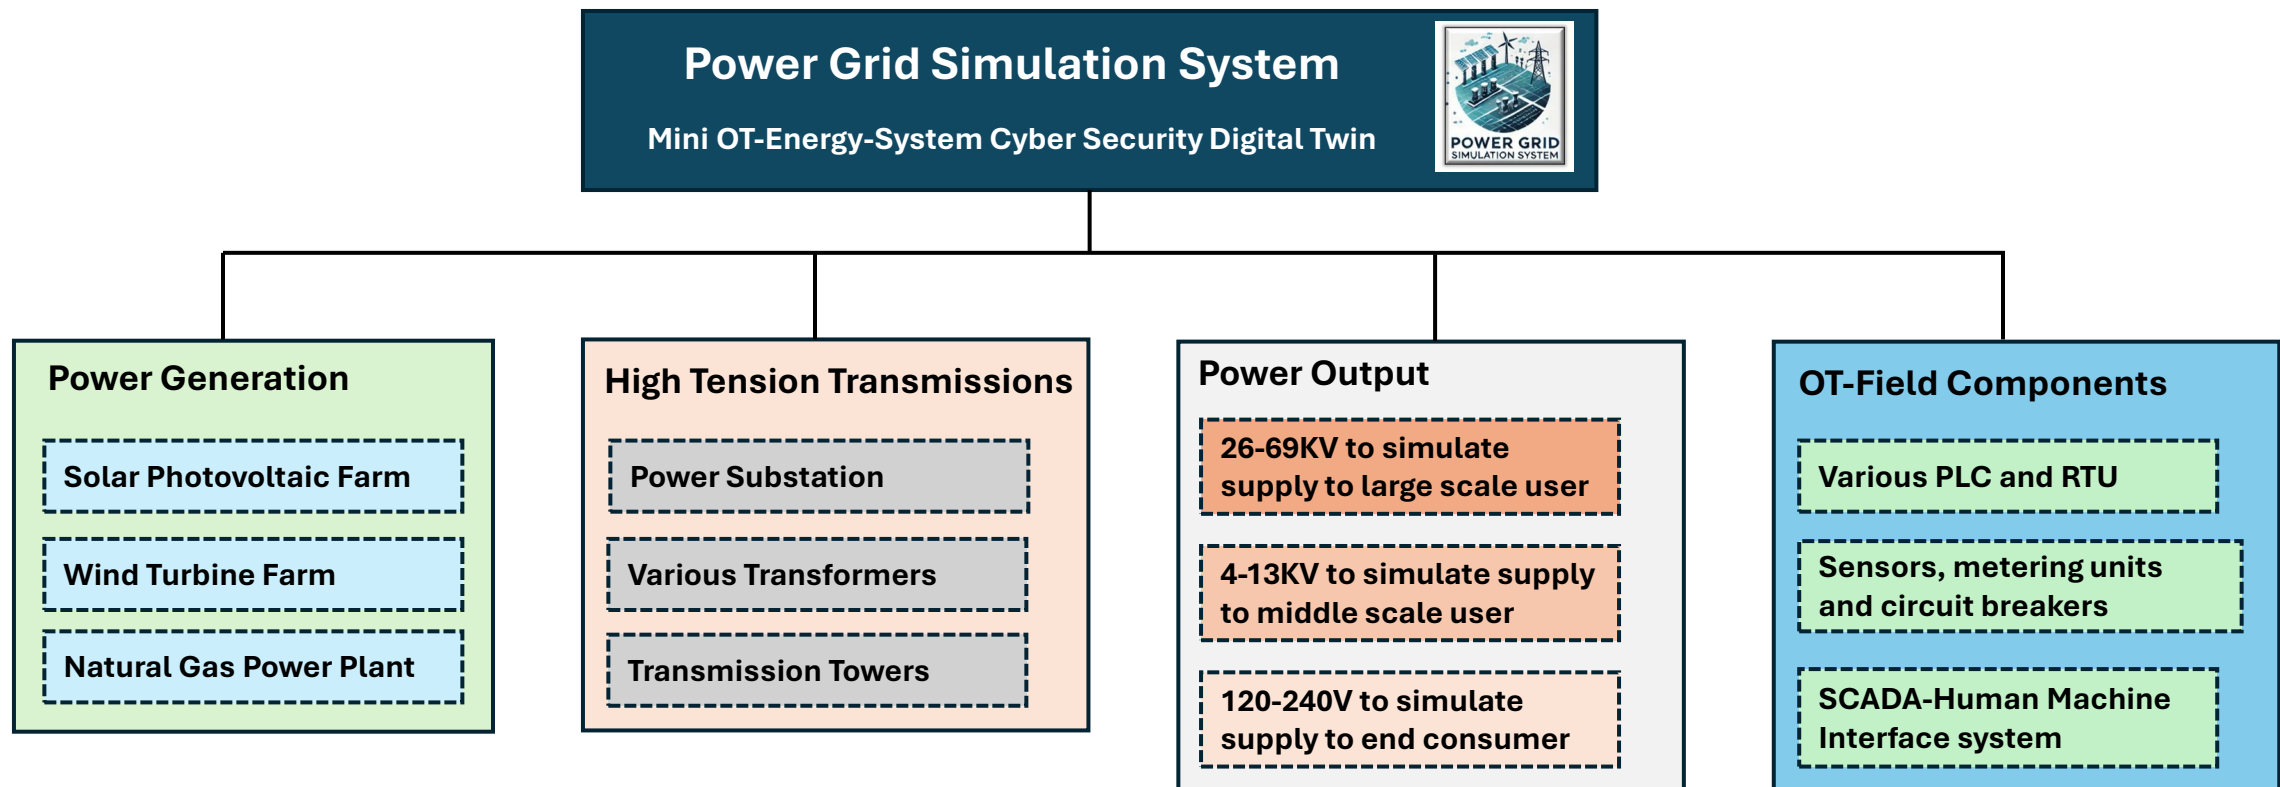 Power Grid Simulation System
Mini OT-Energy-System Cyber Security Digital Twin
POWER GRID
SIMULATION SYSTEM
Power Generation
Solar Photovoltaic Farm
Wind Turbine Farm
Natural Gas Power Plant
High Tension Transmissions
Power Substation
Various Transformers
Transmission Towers
Power Output
26-69KV to simulate
supply to large scale user
4-13KV to simulate supply
to middle scale user
120-240V to simulate
supply to end consumer
OT-Field Components
Various PLC and RTU
Sensors, metering units
and circuit breakers
SCADA-Human Machine
Interface system